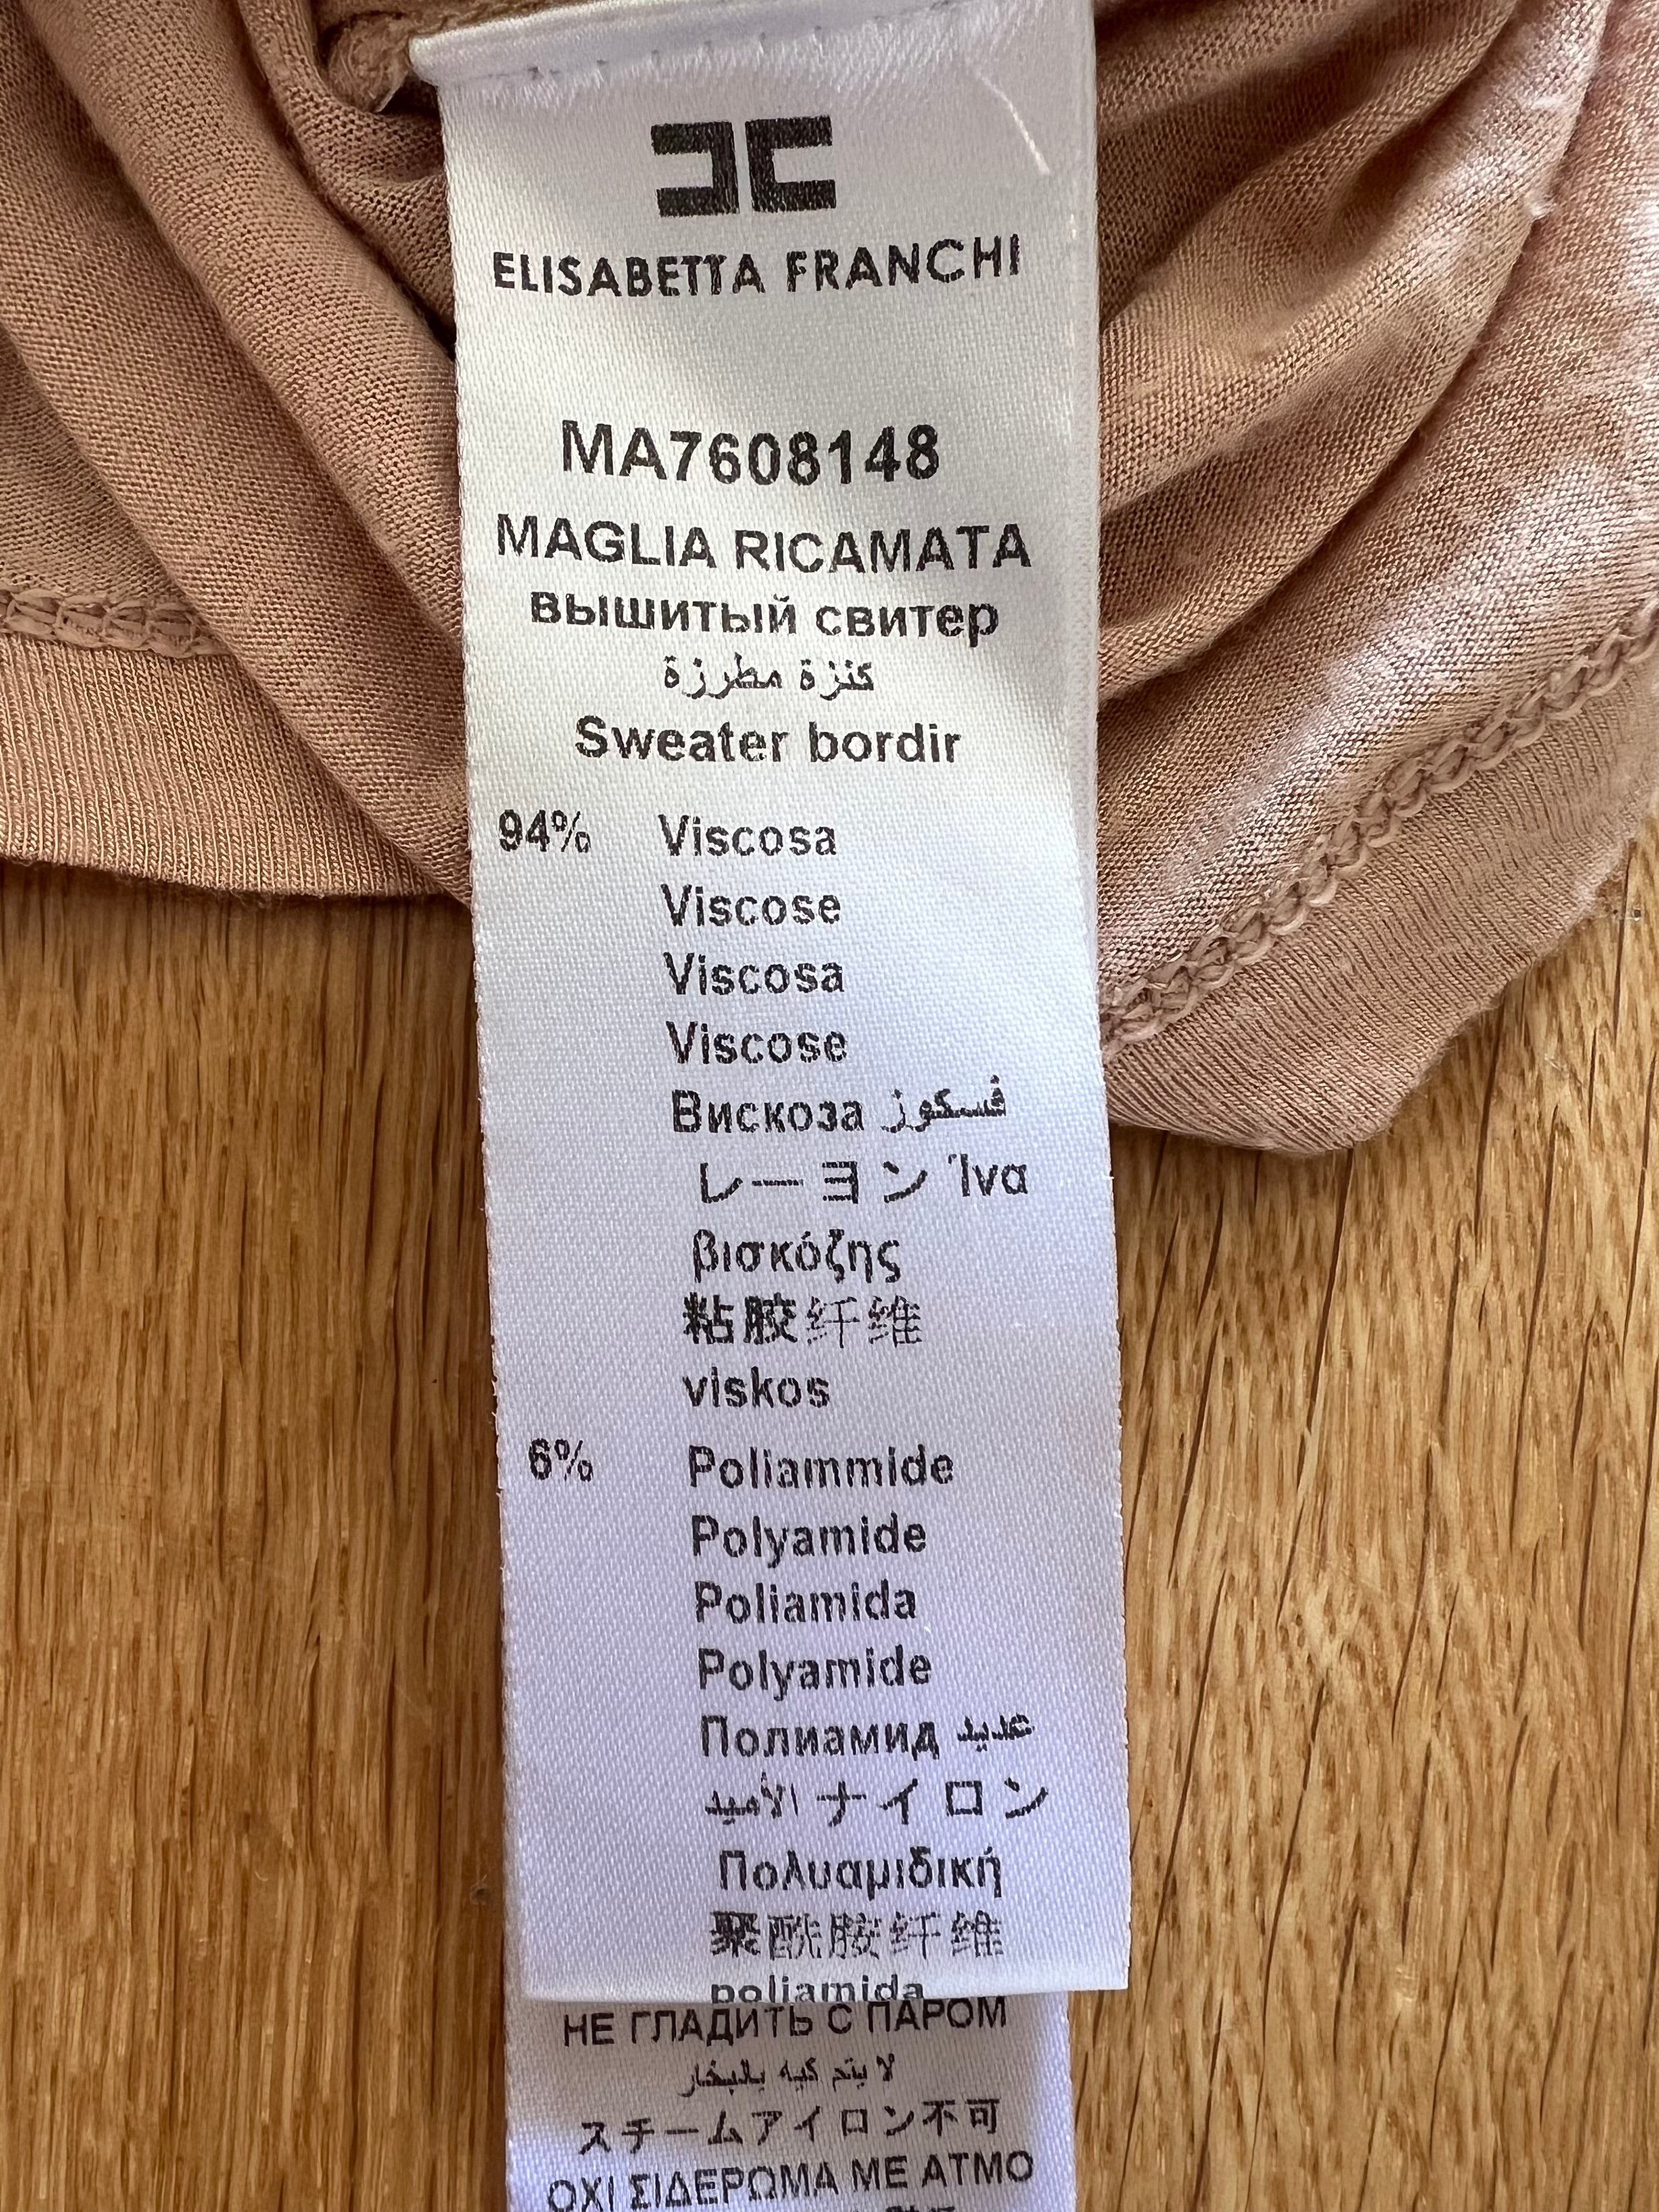 ELISABETTA FRANCHI
MA7608148
MAGLIA RICAMATA
вышитый свитер
كنزة مطرزة
Sweater bordir
94% Viscosa
Viscose
Viscosa
Viscose
Вискоза فسكوز
レーヨン Ίνα
βισκόζης
粘胶纤维
viskos
6% Poliammide
Polyamide
Poliamida
Polyamide
Полиамид عديد
الأميد ナイロン
Πολυαμιδική
聚酰胺纤维
poliamida
НЕ ГЛАДИТЬ С ПАРОМ
لا يتم كيه بالبخار
スチームアイロン不可
ΟΧΙ ΣΙΔΕΡΩΜΑ ΜΕ ΑΤΜΟ